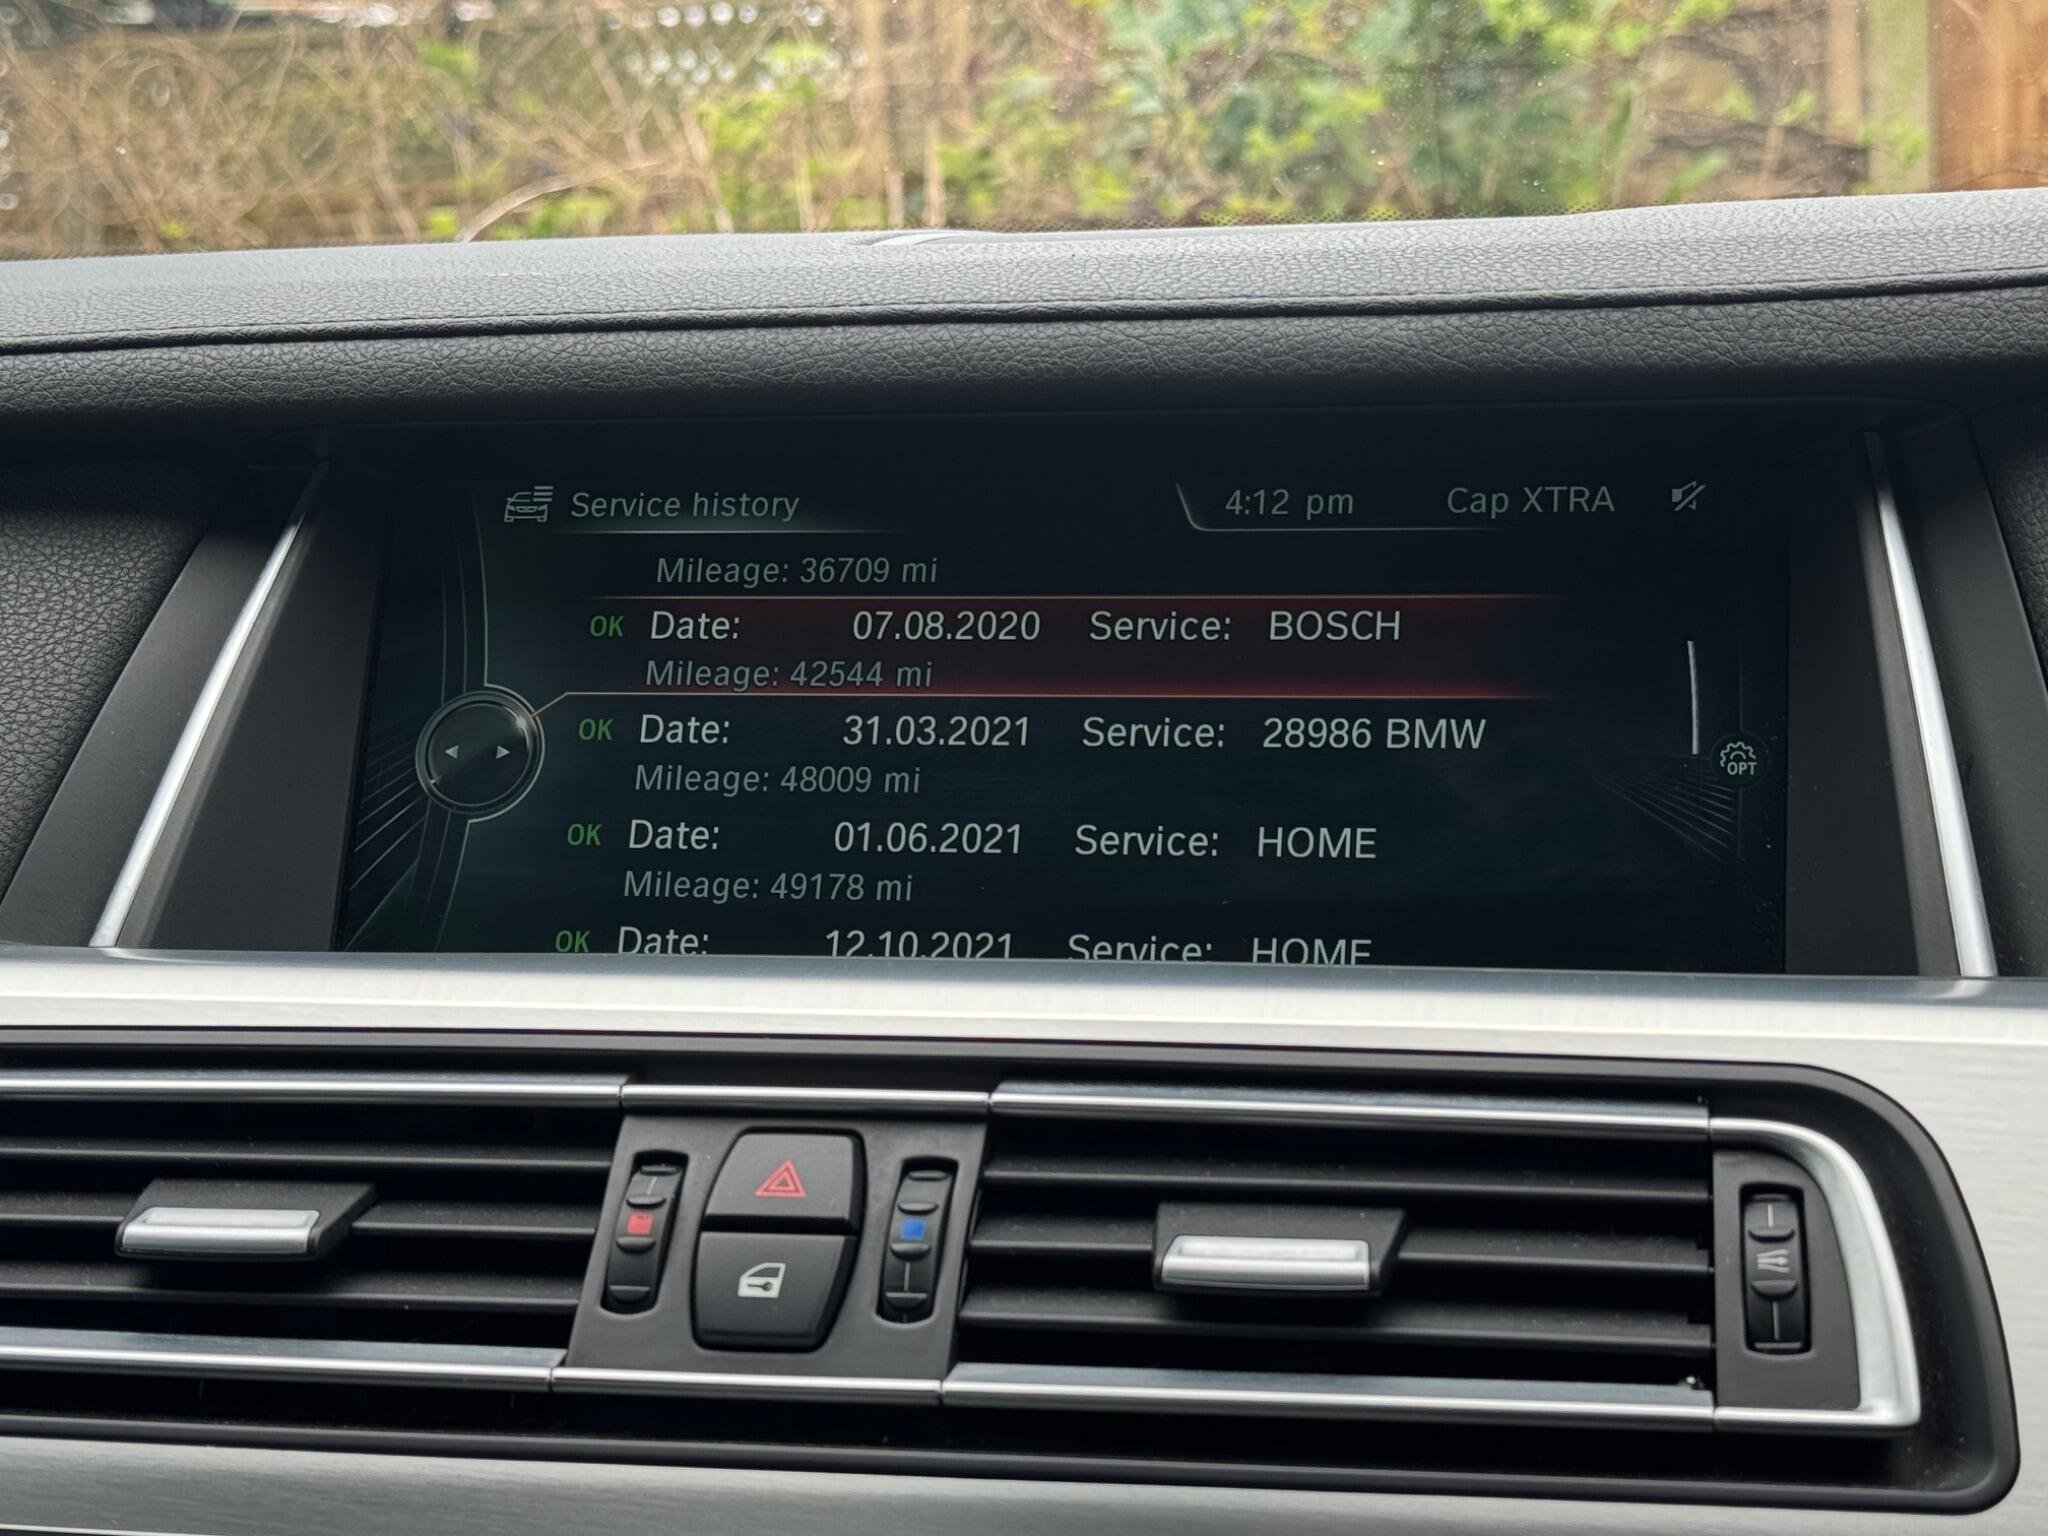 Service history 4:12 pm Cap XTRA
Mileage: 36709 mi
OK Date: 07.08.2020 Service: BOSCH
Mileage: 42544 mi
OK Date: 31.03.2021 Service: 28986 BMW
Mileage: 48009 mi
OPT
OK Date: 01.06.2021 Service: HOME
Mileage: 49178 mi
OK Date: 12.10.2021 Service: HOME